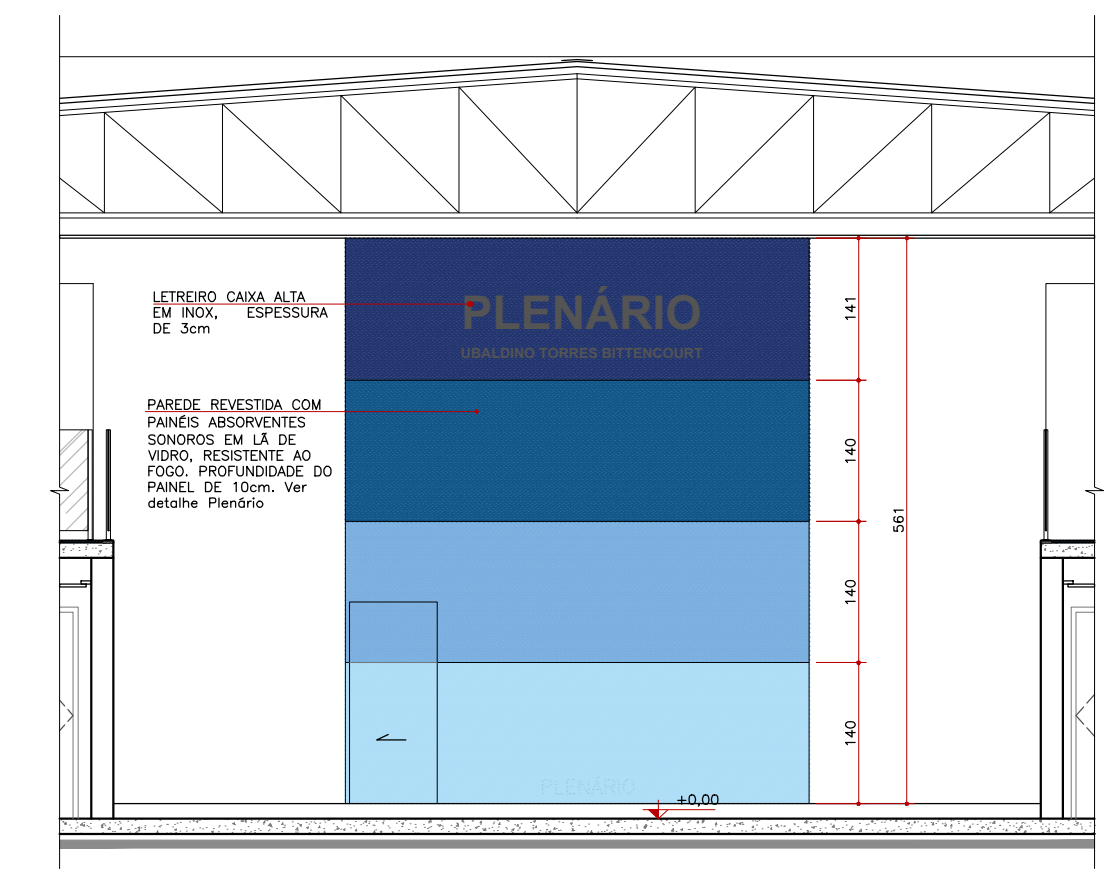 LETREIRO CAIXA ALTA
EM INOX, ESPESSURA
DE 3cm
PLENÁRIO
UBALDINO TORRES BITTENCOURT
141
PAREDE REVESTIDA COM
PAINÉIS ABSORVENTES
SONOROS EM LÃ DE
VIDRO, RESISTENTE AO
FOGO. PROFUNDIDADE DO
PAINEL DE 10cm. Ver
detalhe Plenário
140
561
140
140
PLENÁRIO
+0,00